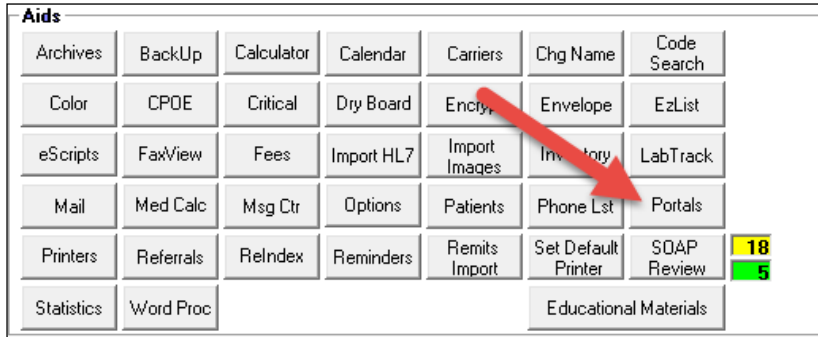 Aids
Archives BackUp Calculator Calendar Carriers Chg Name Code Search
Color CPOE Critical Dry Board Envelope EzList
eScripts FaxView Fees Import HL7 Import Images LabTrack
Mail Med Calc Msg Ctr Options Patients Phone Lst Portals
Printers Referrals ReIndex Reminders Remits Import Set Default Printer SOAP Review 18
5
Statistics Word Proc Educational Materials